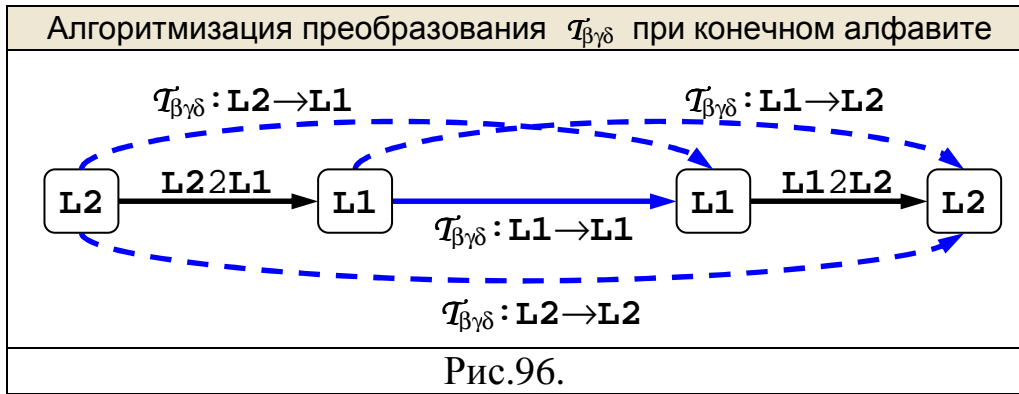 Алгоритмизация преобразования 𝒯βγδ при конечном алфавите
𝒯βγδ:L2→L1 𝒯βγδ:L1→L2
L2 L22L1 L1 L1 L12L2 L2
𝒯βγδ:L1→L1
𝒯βγδ:L2→L2
Рис.96.